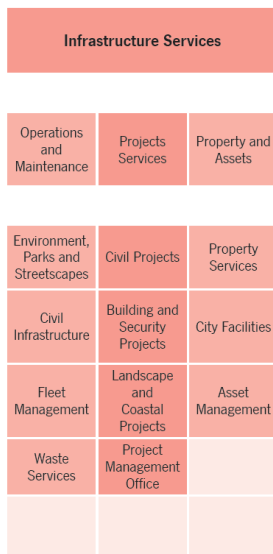 Infrastructure Services
Operations
and
Maintenance
Projects
Services
Property and
Assets
Environment,
Parks and
Streetscapes
Civil Projects
Property
Services
Civil
Infrastructure
Building and
Security
Projects
City Facilities
Fleet
Management
Landscape
and
Coastal
Projects
Asset
Management
Waste
Services
Project
Management
Office